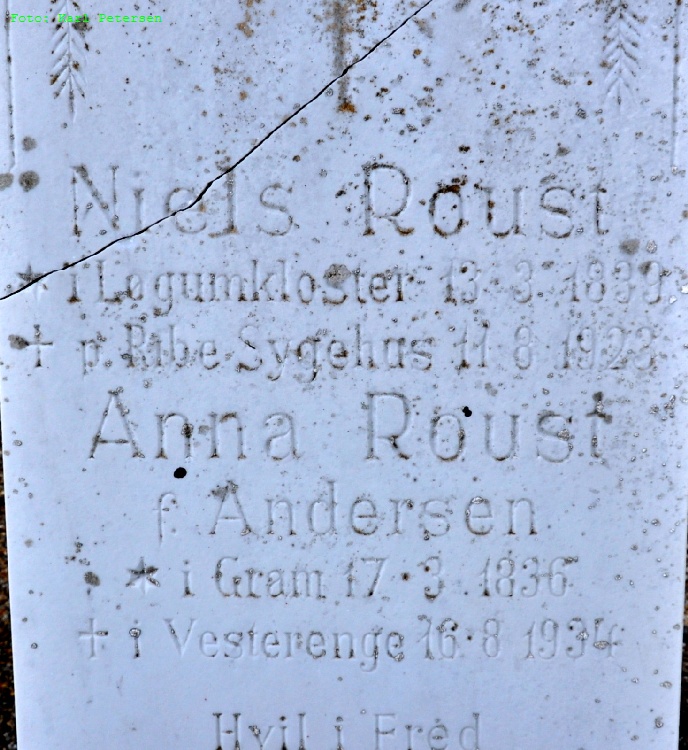 Foto: Mari Petersen
Niels Roust
* i Løgumkloster 13 3 1839
† p. Ribe Sygehus 11 8 1923
Anna Roust
f. Andersen
* i Gram 17 · 3 · 1836
† i Vesterenge 16 · 8 1934
Hvil i Fred